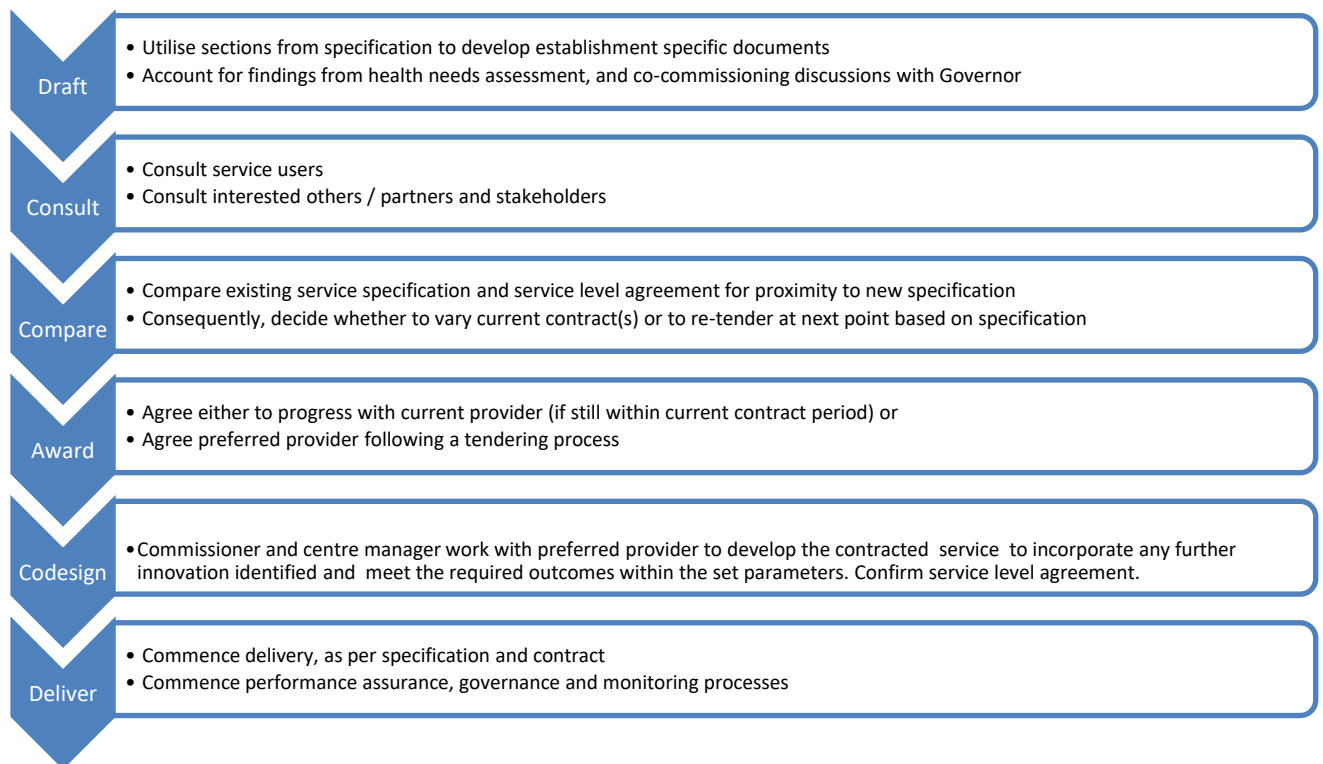 Draft
• Utilise sections from specification to develop establishment specific documents
• Account for findings from health needs assessment, and co-commissioning discussions with Governor
Consult
• Consult service users
• Consult interested others / partners and stakeholders
Compare
• Compare existing service specification and service level agreement for proximity to new specification
• Consequently, decide whether to vary current contract(s) or to re-tender at next point based on specification
Award
• Agree either to progress with current provider (if still within current contract period) or
• Agree preferred provider following a tendering process
Codesign
•Commissioner and centre manager work with preferred provider to develop the contracted service to incorporate any further
innovation identified and meet the required outcomes within the set parameters. Confirm service level agreement.
Deliver
• Commence delivery, as per specification and contract
• Commence performance assurance, governance and monitoring processes